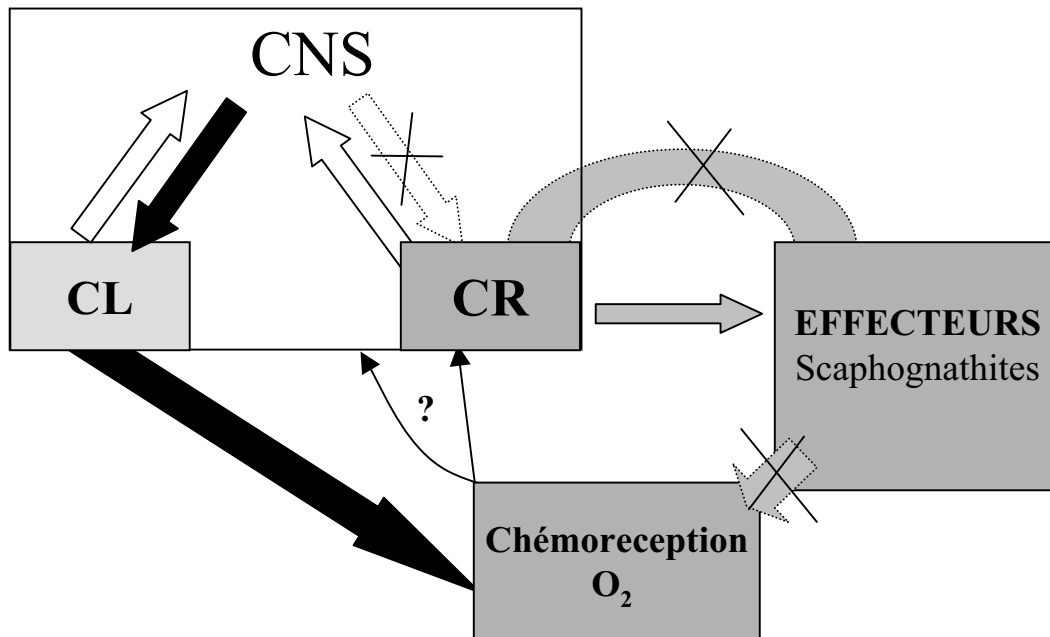 CNS
CL
CR
EFFECTEURS
Scaphognathites
?
Chémoreception
O₂